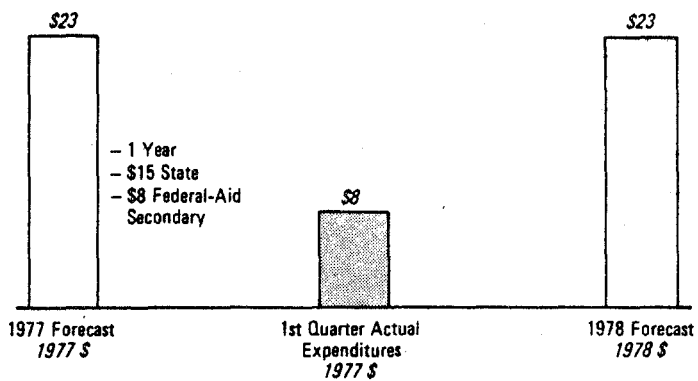 $23
$23
– 1 Year
– $15 State
– $8 Federal-Aid
Secondary
$8
1977 Forecast
1977 $
1st Quarter Actual
Expenditures
1977 $
1978 Forecast
1978 $